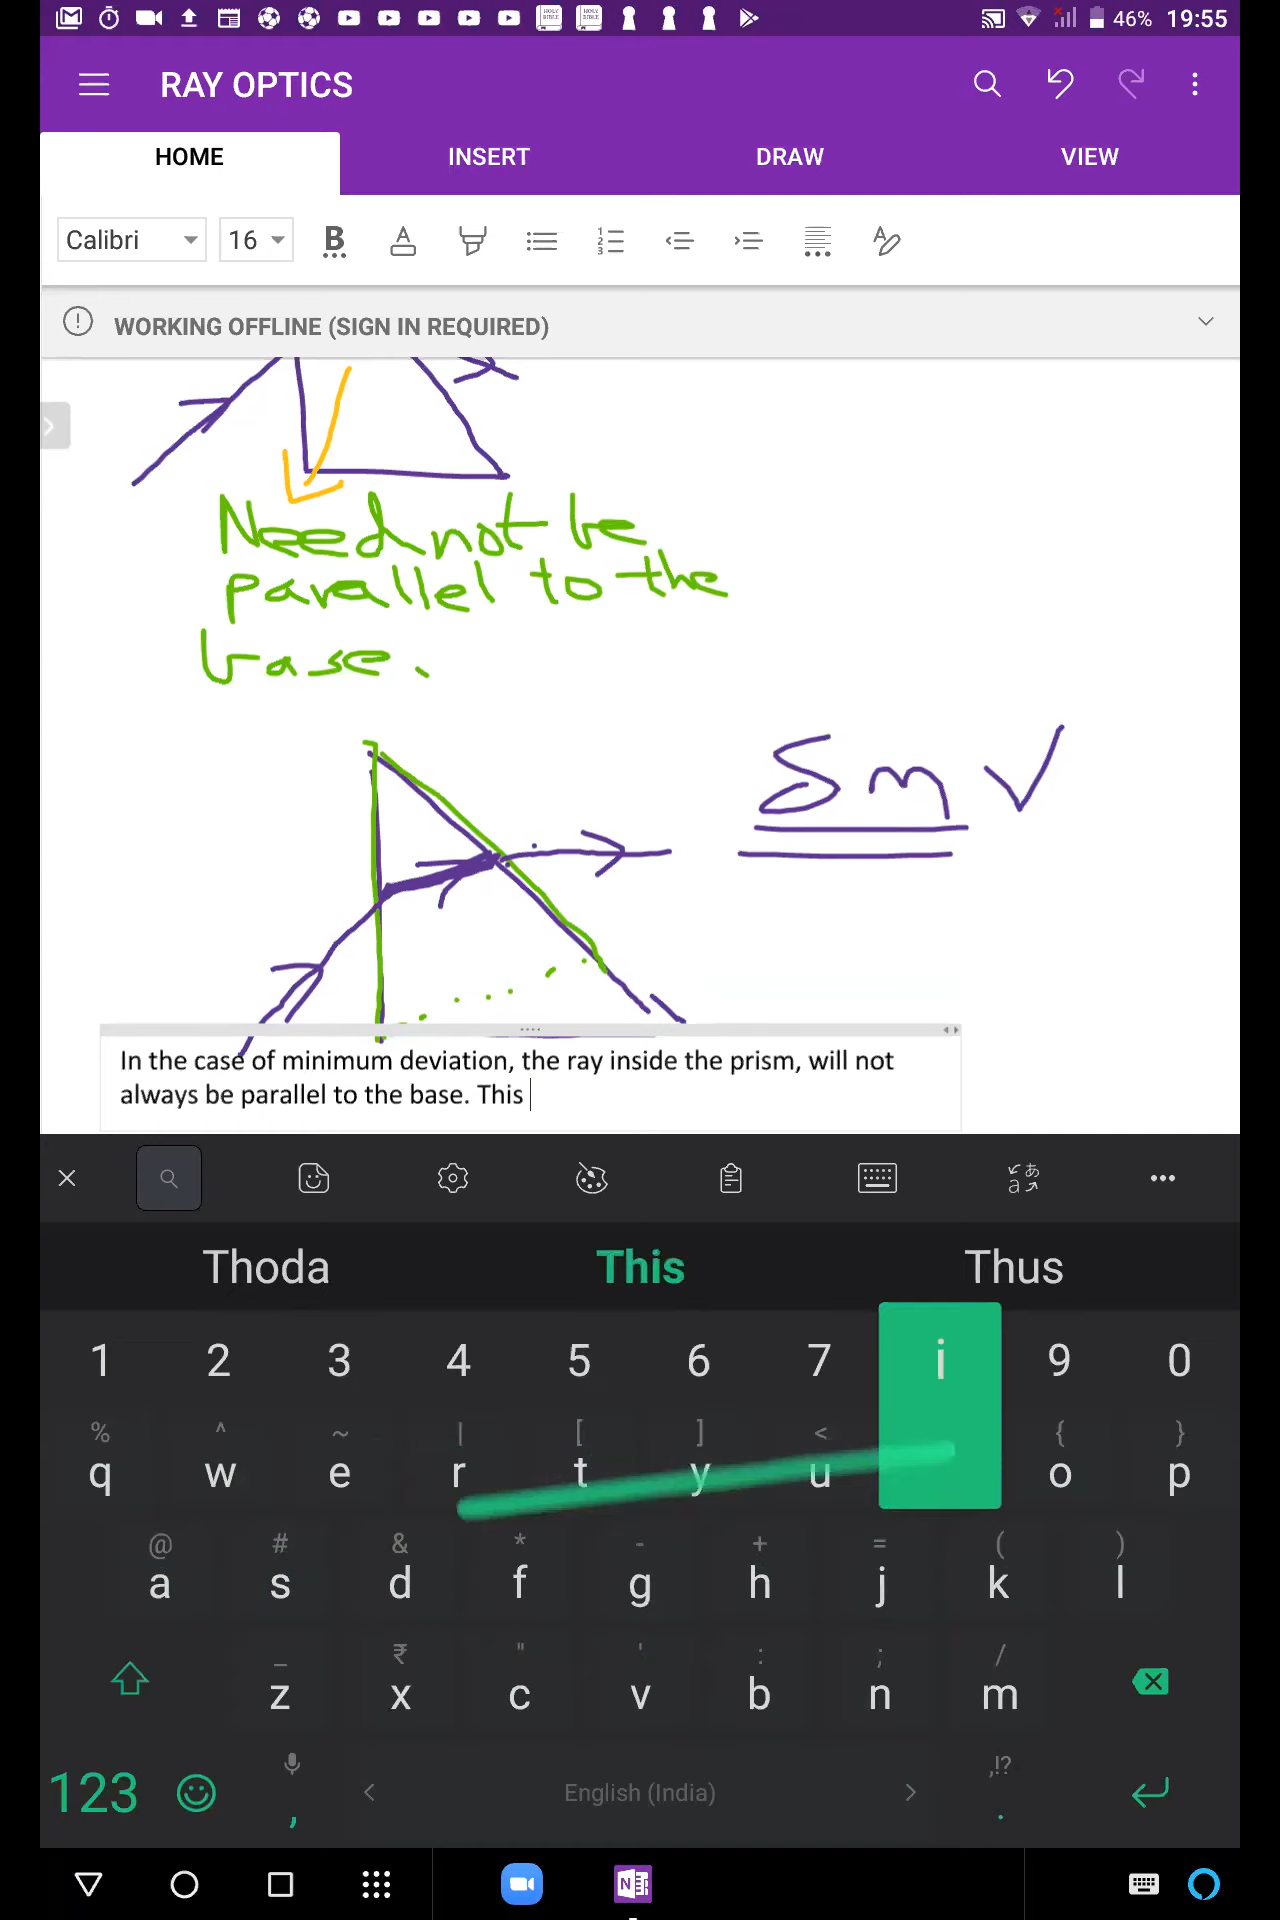 46% 19:55
RAY OPTICS
HOME INSERT DRAW VIEW
Calibri 16 B A
WORKING OFFLINE (SIGN IN REQUIRED)
Need not be
parallel to the
base.
δm ✓
In the case of minimum deviation, the ray inside the prism, will not
always be parallel to the base. This
Thoda This Thus
1 2 3 4 5 6 7 i 9 0
% ^ ~ | [ ] < { }
q w e r t y u o p
@ # & * - + = ( )
a s d f g h j k l
_ ₹ " ' : ; /
z x c v b n m
,!?
123 , < English (India) > .